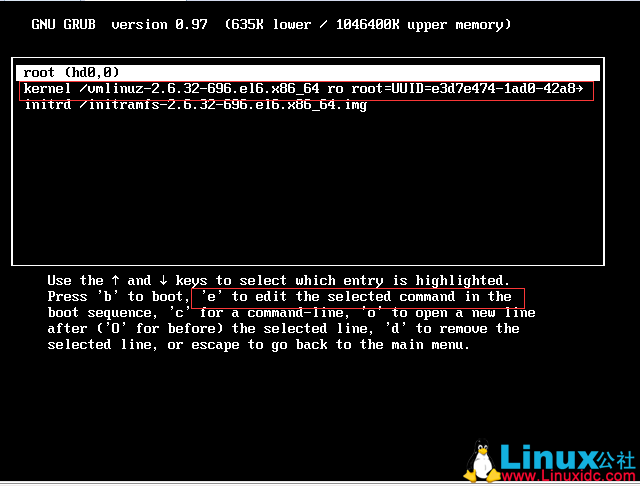 GNU GRUB  version 0.97  (635K lower / 1046400K upper memory)
root (hd0,0)
kernel /vmlinuz-2.6.32-696.el6.x86_64 ro root=UUID=e3d7e474-1ad0-42a8→
initrd /initramfs-2.6.32-696.el6.x86_64.img
Use the ↑ and ↓ keys to select which entry is highlighted.
Press 'b' to boot, 'e' to edit the selected command in the
boot sequence, 'c' for a command-line, 'o' to open a new line
after ('O' for before) the selected line, 'd' to remove the
selected line, or escape to go back to the main menu.
Linux公社
www.Linuxidc.com